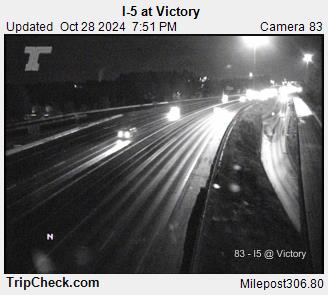 I-5 at Victory
Updated Oct 28 2024 7:51 PM Camera 83
T
N
83 - I5 @ Victory
TripCheck.com Milepost306.80